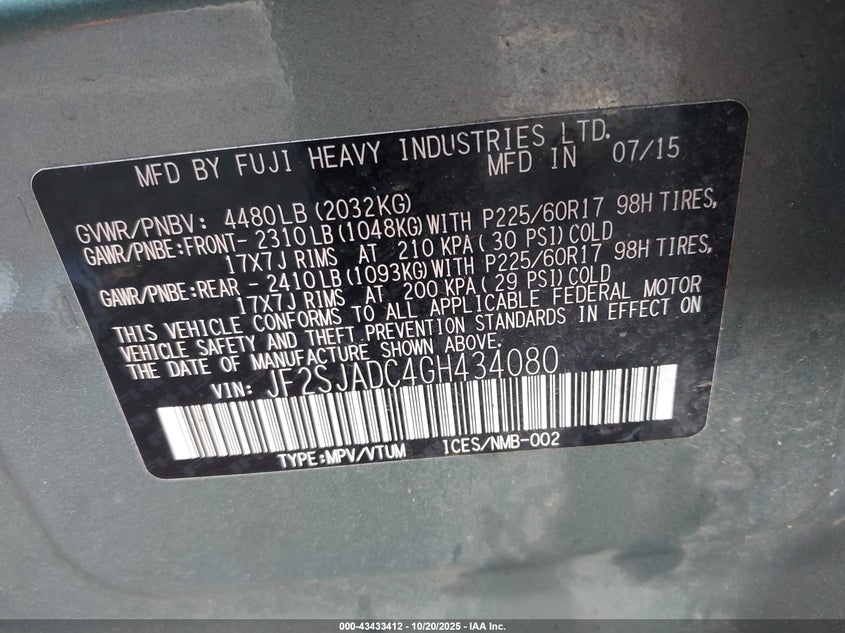 MFD BY FUJI HEAVY INDUSTRIES LTD.
MFD IN 07/15
GVWR/PNBV: 4480LB (2032KG)
GAWR/PNBE:FRONT- 2310LB(1048KG)WITH P225/60R17 98H TIRES,
17X7J RIMS AT 210 KPA( 30 PSI) COLD
GAWR/PNBE:REAR - 2410LB(1093KG)WITH P225/60R17 98H TIRES,
17X7J RIMS AT 200 KPA( 29 PSI) COLD
THIS VEHICLE CONFORMS TO ALL APPLICABLE FEDERAL MOTOR
VEHICLE SAFETY AND THEFT PREVENTION STANDARDS IN EFFECT ON
THE DATE OF MANUFACTURE SHOWN ABOVE.
VIN: JF2SJADC4GH434080
TYPE:MPV/VTUM ICES/NMB-002
000-43433412 - 10/20/2025 - IAA Inc.